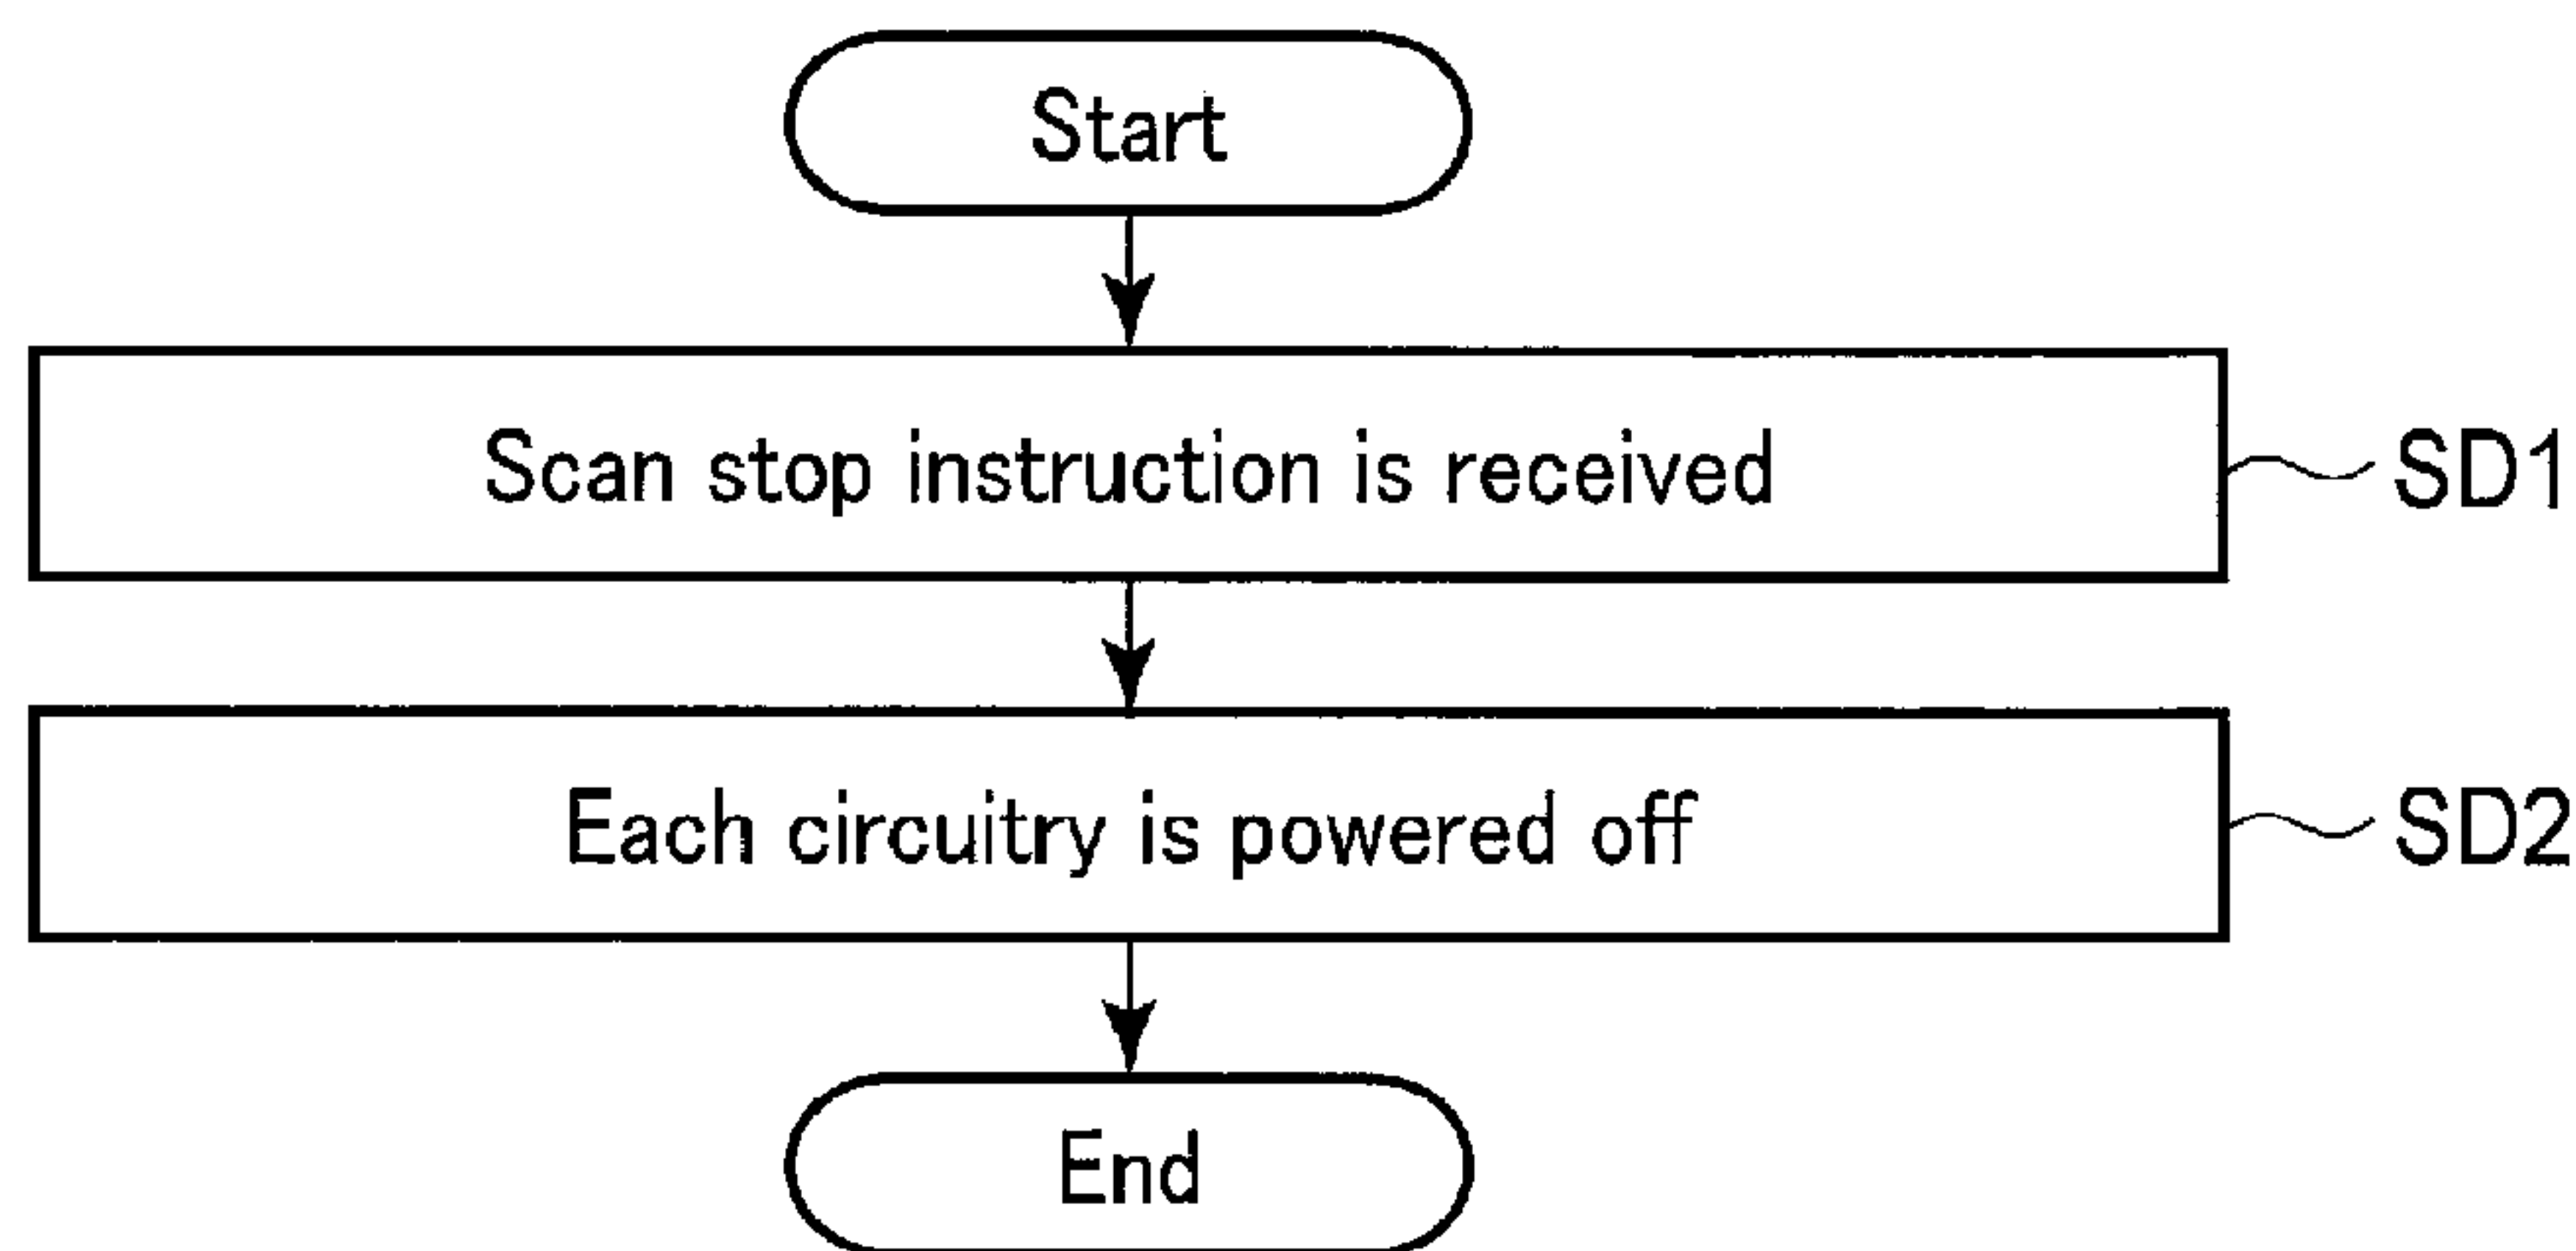 Start
Scan stop instruction is received
SD1
Each circuitry is powered off
SD2
End